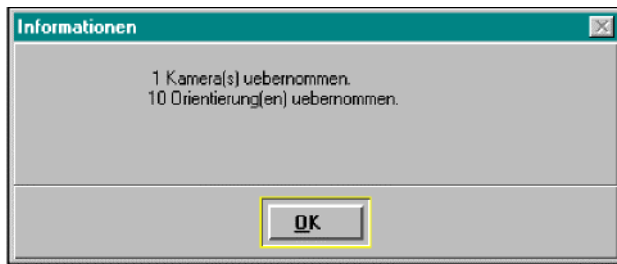 Informationen
1 Kamera(s) uebernommen.
10 Orientierung(en) uebernommen.
OK